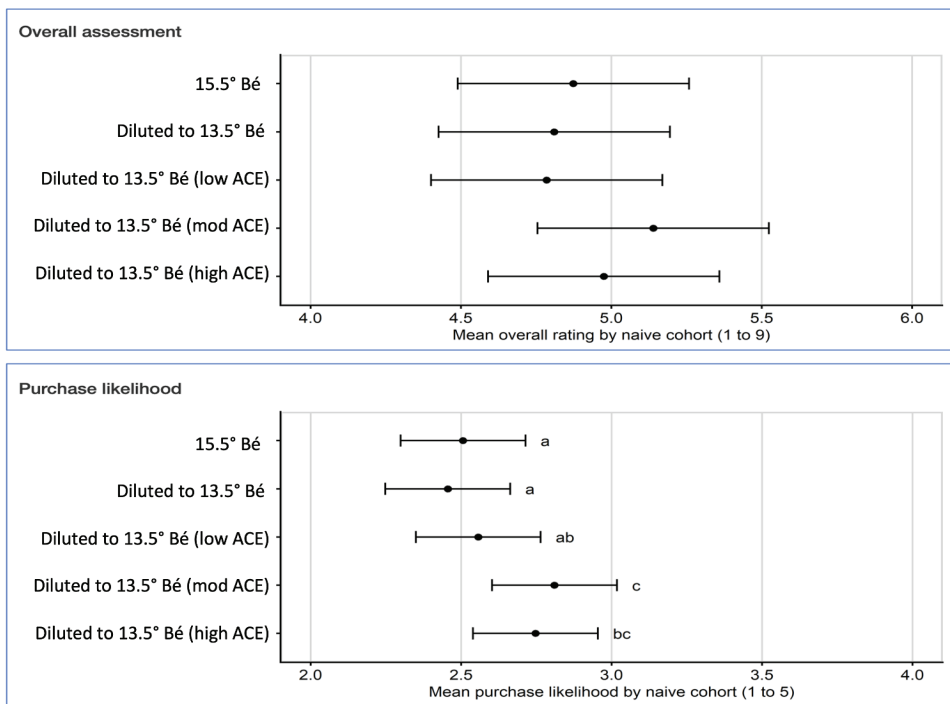 Overall assessment
15.5° Bé
Diluted to 13.5° Bé
Diluted to 13.5° Bé (low ACE)
Diluted to 13.5° Bé (mod ACE)
Diluted to 13.5° Bé (high ACE)
4.0 4.5 5.0 5.5 6.0
Mean overall rating by naive cohort (1 to 9)
Purchase likelihood
15.5° Bé a
Diluted to 13.5° Bé a
Diluted to 13.5° Bé (low ACE) ab
Diluted to 13.5° Bé (mod ACE) c
Diluted to 13.5° Bé (high ACE) bc
2.0 2.5 3.0 3.5 4.0
Mean purchase likelihood by naive cohort (1 to 5)